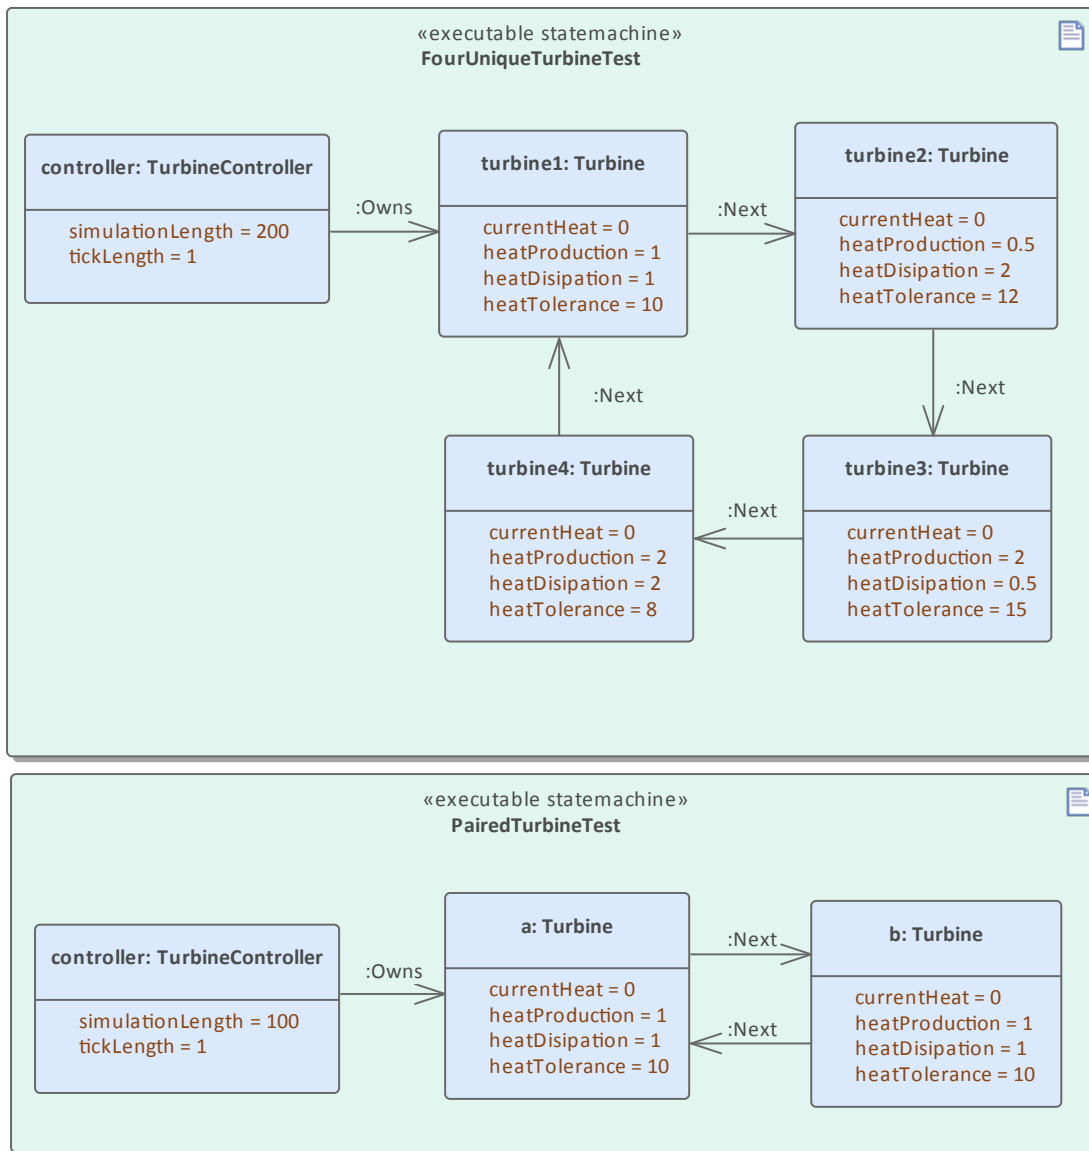 «executable statemachine»
FourUniqueTurbineTest
controller: TurbineController
simulationLength = 200
tickLength = 1
:Owns
turbine1: Turbine
currentHeat = 0
heatProduction = 1
heatDisipation = 1
heatTolerance = 10
:Next
turbine2: Turbine
currentHeat = 0
heatProduction = 0.5
heatDisipation = 2
heatTolerance = 12
:Next
:Next
turbine4: Turbine
currentHeat = 0
heatProduction = 2
heatDisipation = 2
heatTolerance = 8
:Next
turbine3: Turbine
currentHeat = 0
heatProduction = 2
heatDisipation = 0.5
heatTolerance = 15
«executable statemachine»
PairedTurbineTest
controller: TurbineController
simulationLength = 100
tickLength = 1
:Owns
a: Turbine
currentHeat = 0
heatProduction = 1
heatDisipation = 1
heatTolerance = 10
:Next
:Next
b: Turbine
currentHeat = 0
heatProduction = 1
heatDisipation = 1
heatTolerance = 10